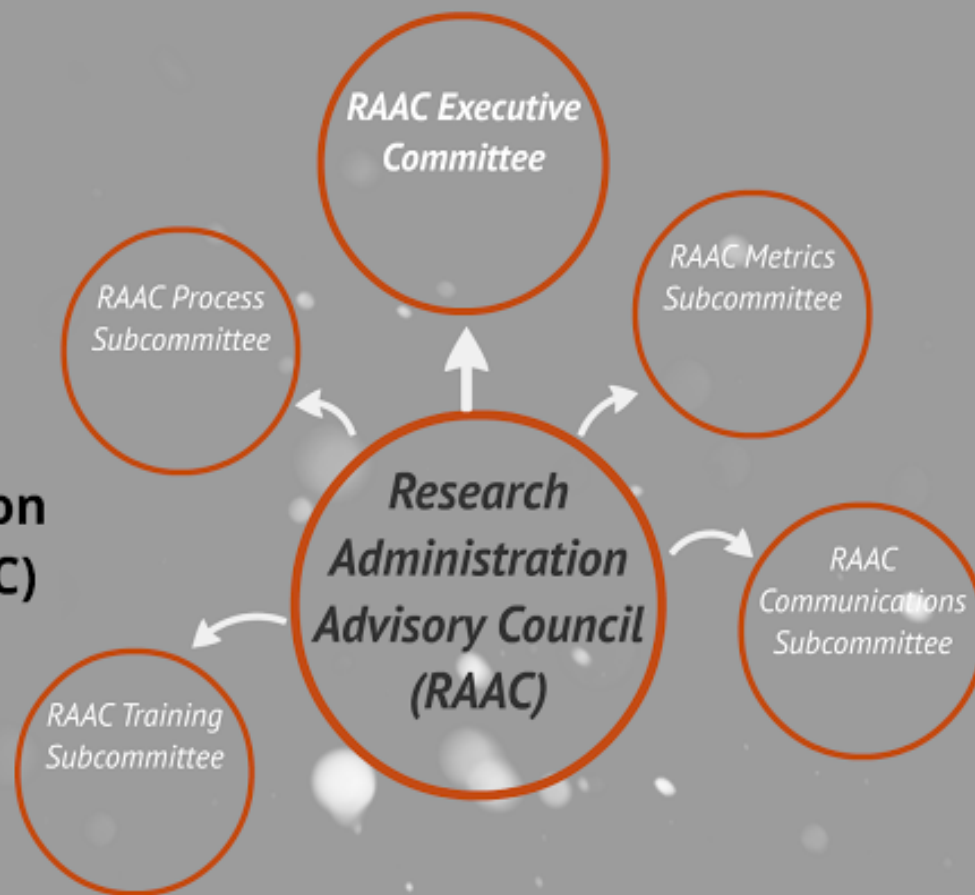 RAAC Executive
Committee
RAAC Metrics
Subcommittee
RAAC Process
Subcommittee
Research
Administration
Advisory Council
(RAAC)
on
C)
RAAC
Communications
Subcommittee
RAAC Training
Subcommittee